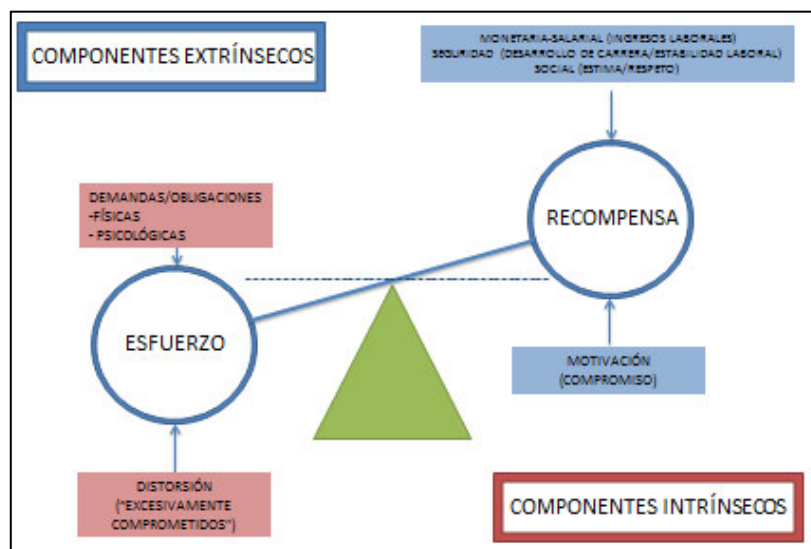 COMPONENTES EXTRÍNSECOS
MONETARIA-SALARIAL (INGRESOS LABORALES)
SEGURIDAD (DESARROLLO DE CARRERA/ESTABILIDAD LABORAL)
SOCIAL (ESTIMA/RESPETO)
DEMANDAS/OBLIGACIONES
-FÍSICAS
- PSICOLÓGICAS
RECOMPENSA
ESFUERZO
MOTIVACIÓN
(COMPROMISO)
DISTORSIÓN
("EXCESIVAMENTE
COMPROMETIDOS")
COMPONENTES INTRÍNSECOS